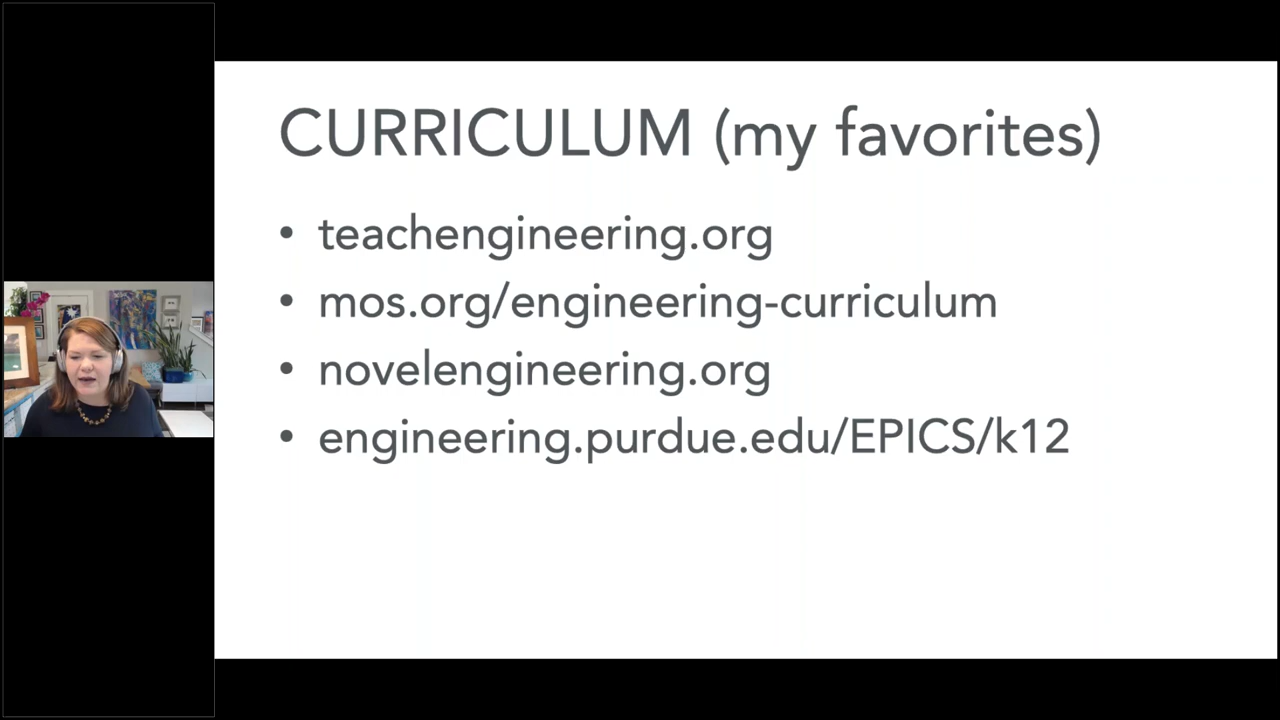 CURRICULUM (my favorites)
• teachengineering.org
• mos.org/engineering-curriculum
• novelengineering.org
• engineering.purdue.edu/EPICS/k12